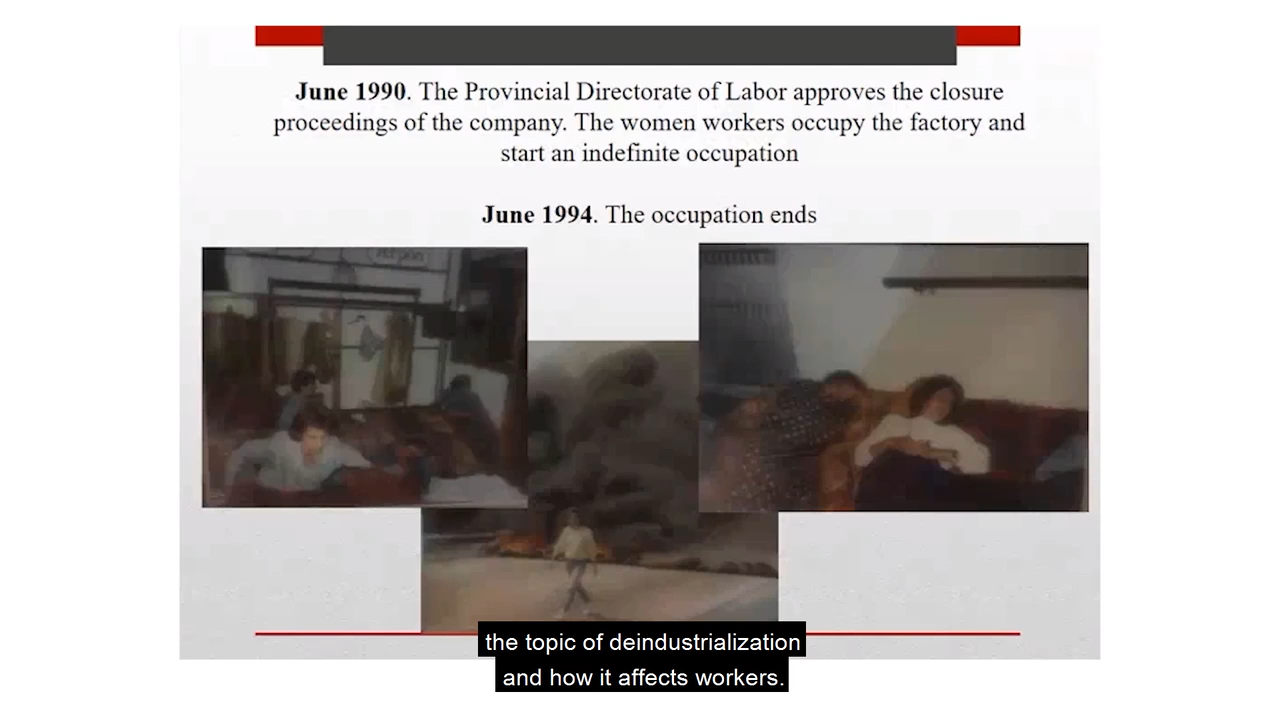 June 1990. The Provincial Directorate of Labor approves the closure
proceedings of the company. The women workers occupy the factory and
start an indefinite occupation
June 1994. The occupation ends
the topic of deindustrialization
and how it affects workers.